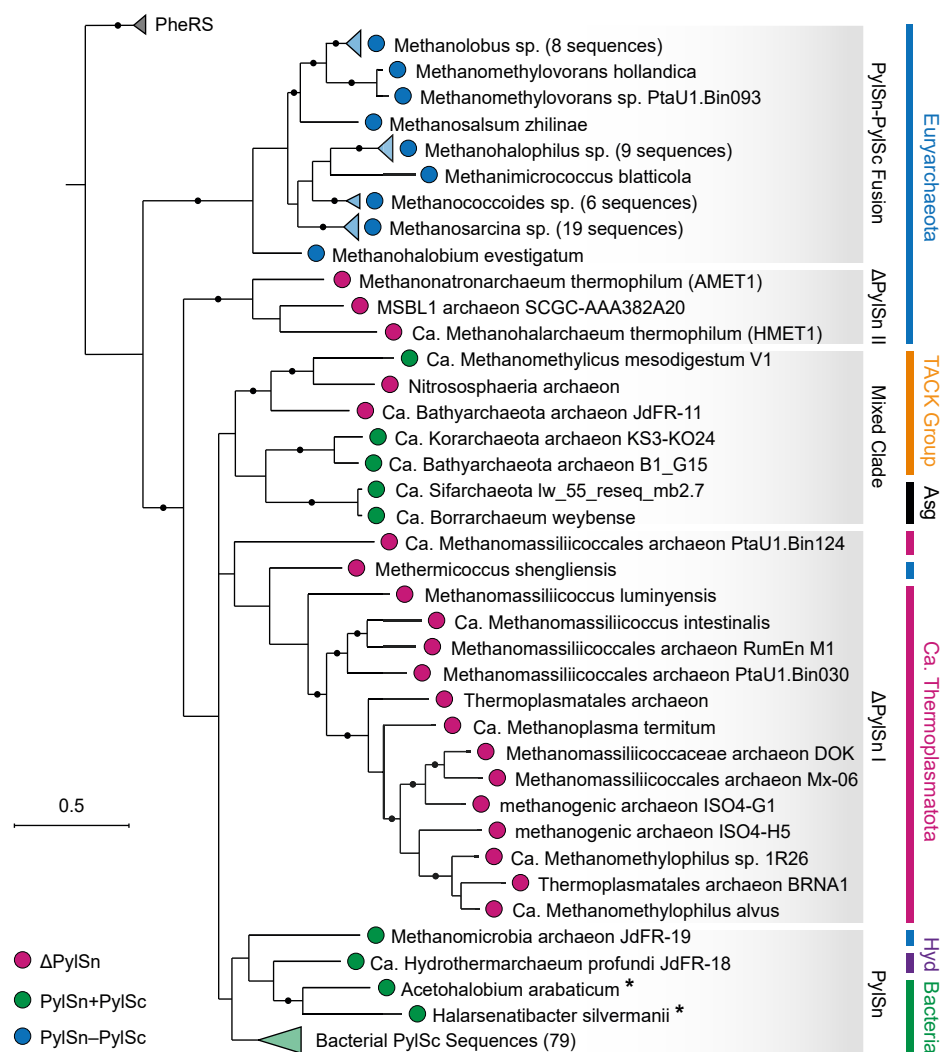 PheRS
Methanolobus sp. (8 sequences)
Methanomethylovorans hollandica
Methanomethylovorans sp. PtaU1.Bin093
Methanosalsum zhilinae
Methanohalophilus sp. (9 sequences)
Methanimicrococcus blatticola
Methanococcoides sp. (6 sequences)
Methanosarcina sp. (19 sequences)
Methanohalobium evestigatum
PylSn-PylSc Fusion
Euryarchaeota
Methanonatronarchaeum thermophilum (AMET1)
MSBL1 archaeon SCGC-AAA382A20
Ca. Methanohalarchaeum thermophilum (HMET1)
ΔPylSn II
Ca. Methanomethylicus mesodigestum V1
Nitrososphaeria archaeon
Ca. Bathyarchaeota archaeon JdFR-11
Ca. Korarchaeota archaeon KS3-KO24
Ca. Bathyarchaeota archaeon B1_G15
Ca. Sifarchaeota lw_55_reseq_mb2.7
Ca. Borrarchaeum weybense
Mixed Clade
TACK Group
Asg
Ca. Methanomassiliicoccales archaeon PtaU1.Bin124
Methermicoccus shengliensis
Methanomassiliicoccus luminyensis
Ca. Methanomassiliicoccus intestinalis
Methanomassiliicoccales archaeon RumEn M1
Methanomassiliicoccales archaeon PtaU1.Bin030
Thermoplasmatales archaeon
Ca. Methanoplasma termitum
Methanomassiliicoccaceae archaeon DOK
Methanomassiliicoccales archaeon Mx-06
methanogenic archaeon ISO4-G1
methanogenic archaeon ISO4-H5
Ca. Methanomethylophilus sp. 1R26
Thermoplasmatales archaeon BRNA1
Ca. Methanomethylophilus alvus
ΔPylSn I
Ca. Thermoplasmatota
0.5
Methanomicrobia archaeon JdFR-19
Ca. Hydrothermarchaeum profundi JdFR-18
Acetohalobium arabaticum *
Halarsenatibacter silvermanii *
Bacterial PylSc Sequences (79)
PylSn
Hyd
Bacteria
ΔPylSn
PylSn+PylSc
PylSn–PylSc